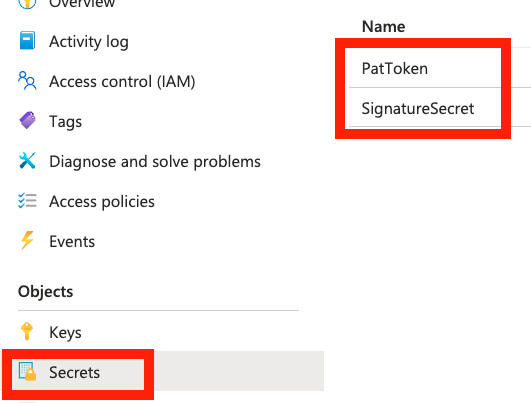 Overview
Activity log
Access control (IAM)
Tags
Diagnose and solve problems
Access policies
Events
Objects
Keys
Secrets
Name
PatToken
SignatureSecret